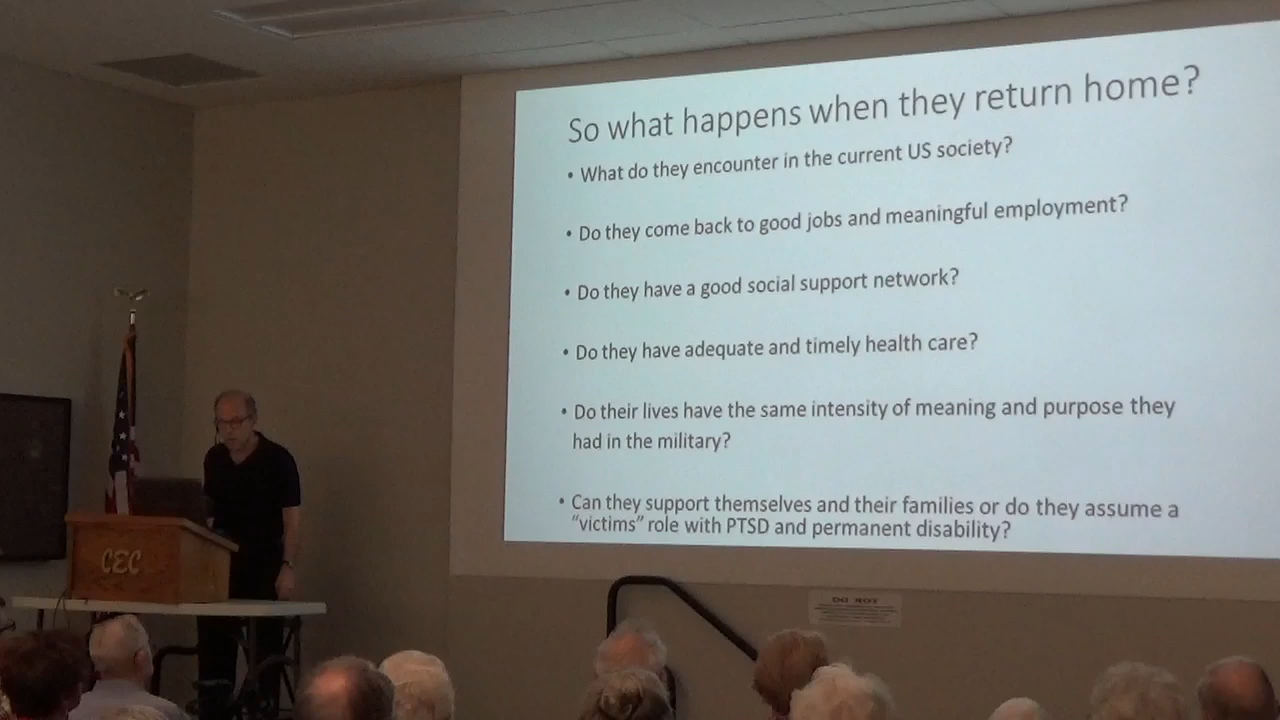 So what happens when they return home?
• What do they encounter in the current US society?
• Do they come back to good jobs and meaningful employment?
• Do they have a good social support network?
• Do they have adequate and timely health care?
• Do their lives have the same intensity of meaning and purpose they
had in the military?
• Can they support themselves and their families or do they assume a
“victims” role with PTSD and permanent disability?
CEC
DO NOT